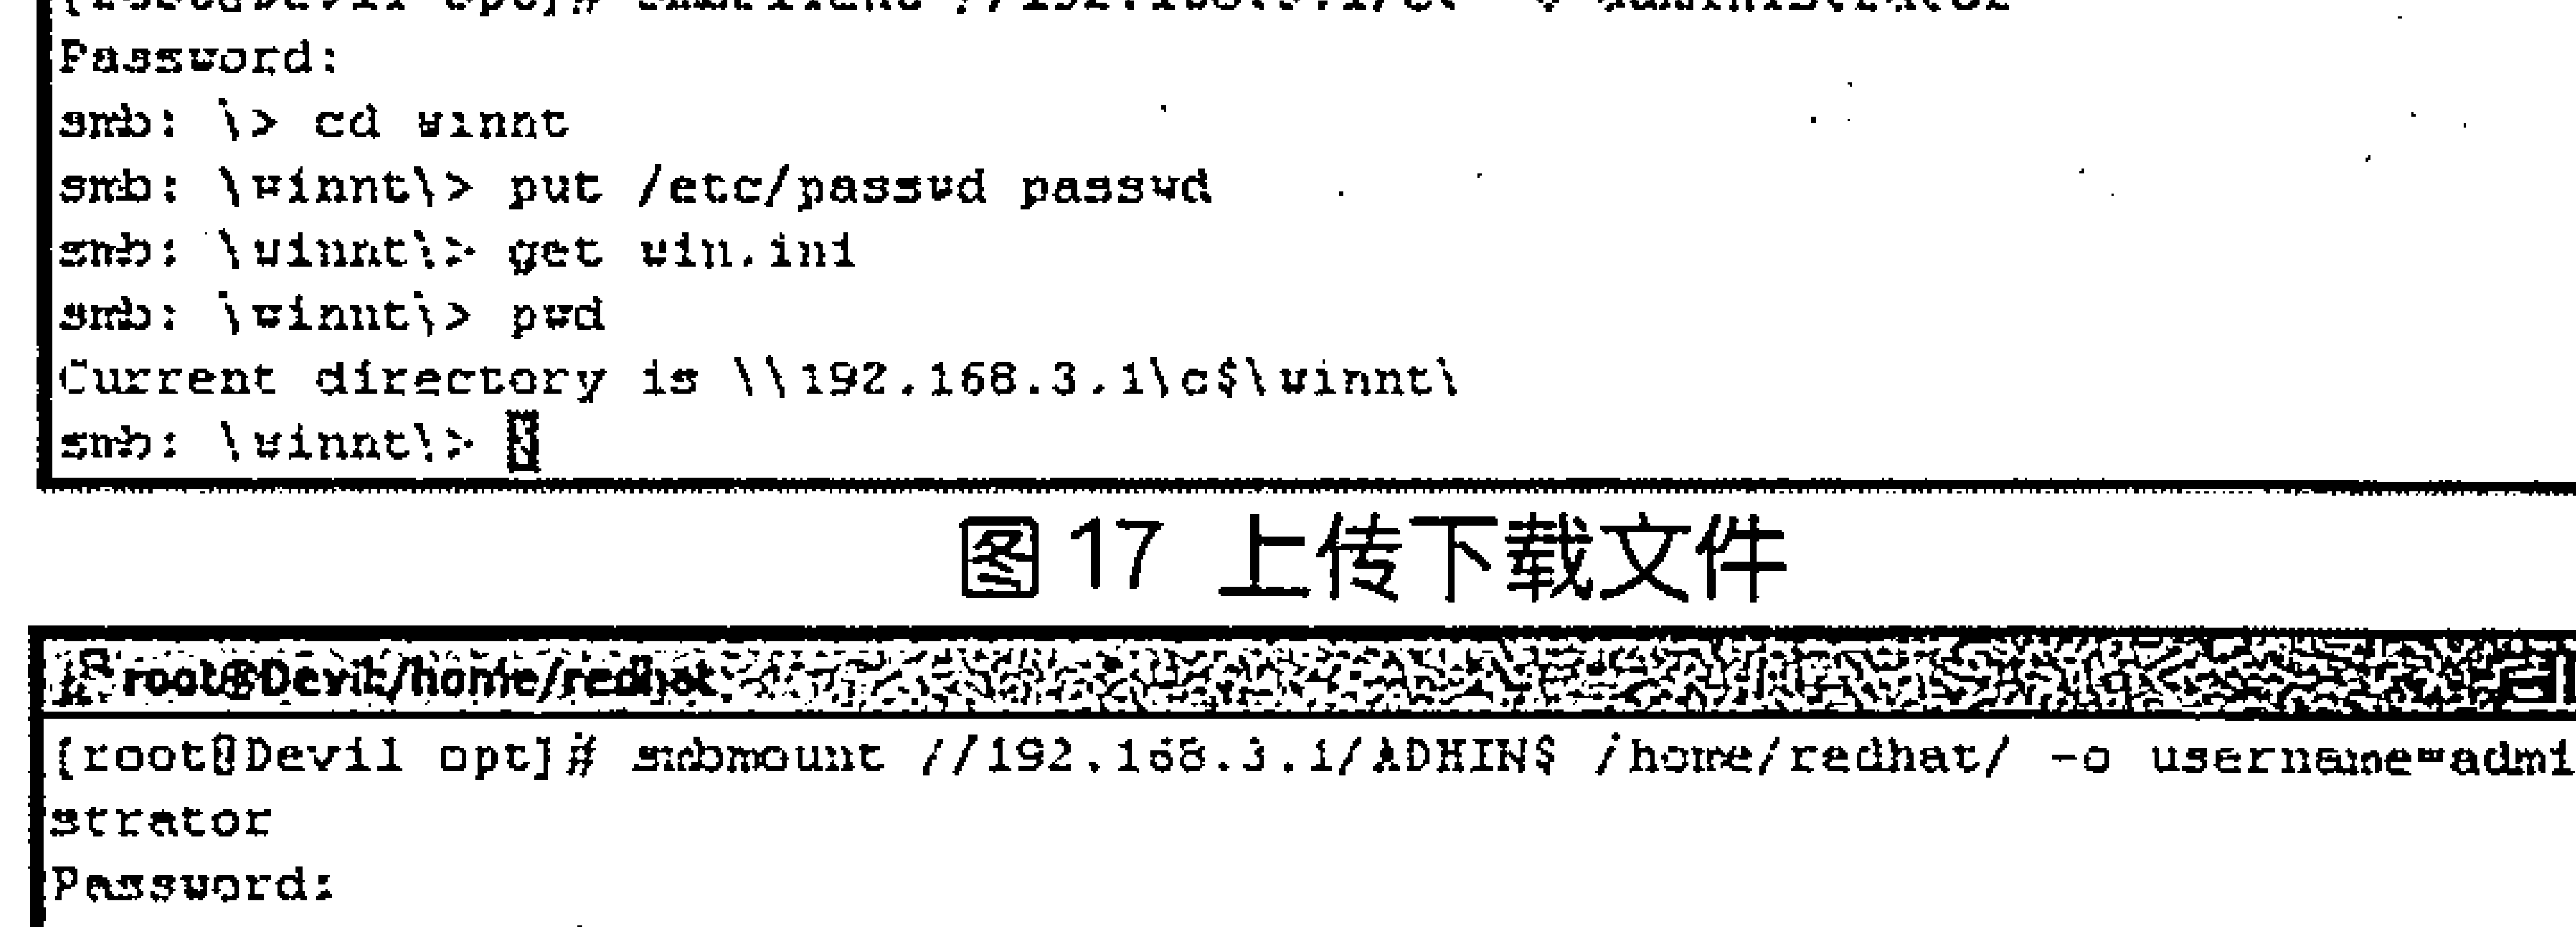 Password:
smb: \> cd winnt
smb: \winnt\> put /etc/passwd passwd
smb: \winnt\> get win.ini
smb: \winnt\> pwd
Current directory is \\192.168.3.1\c$\winnt\
smb: \winnt\>
图17 上传下载文件
root@Devil:/home/redhat
[root@Devil opt]# smbmount //192.168.3.1/ADMIN$ /home/redhat/ -o username=admi
strator
Password: